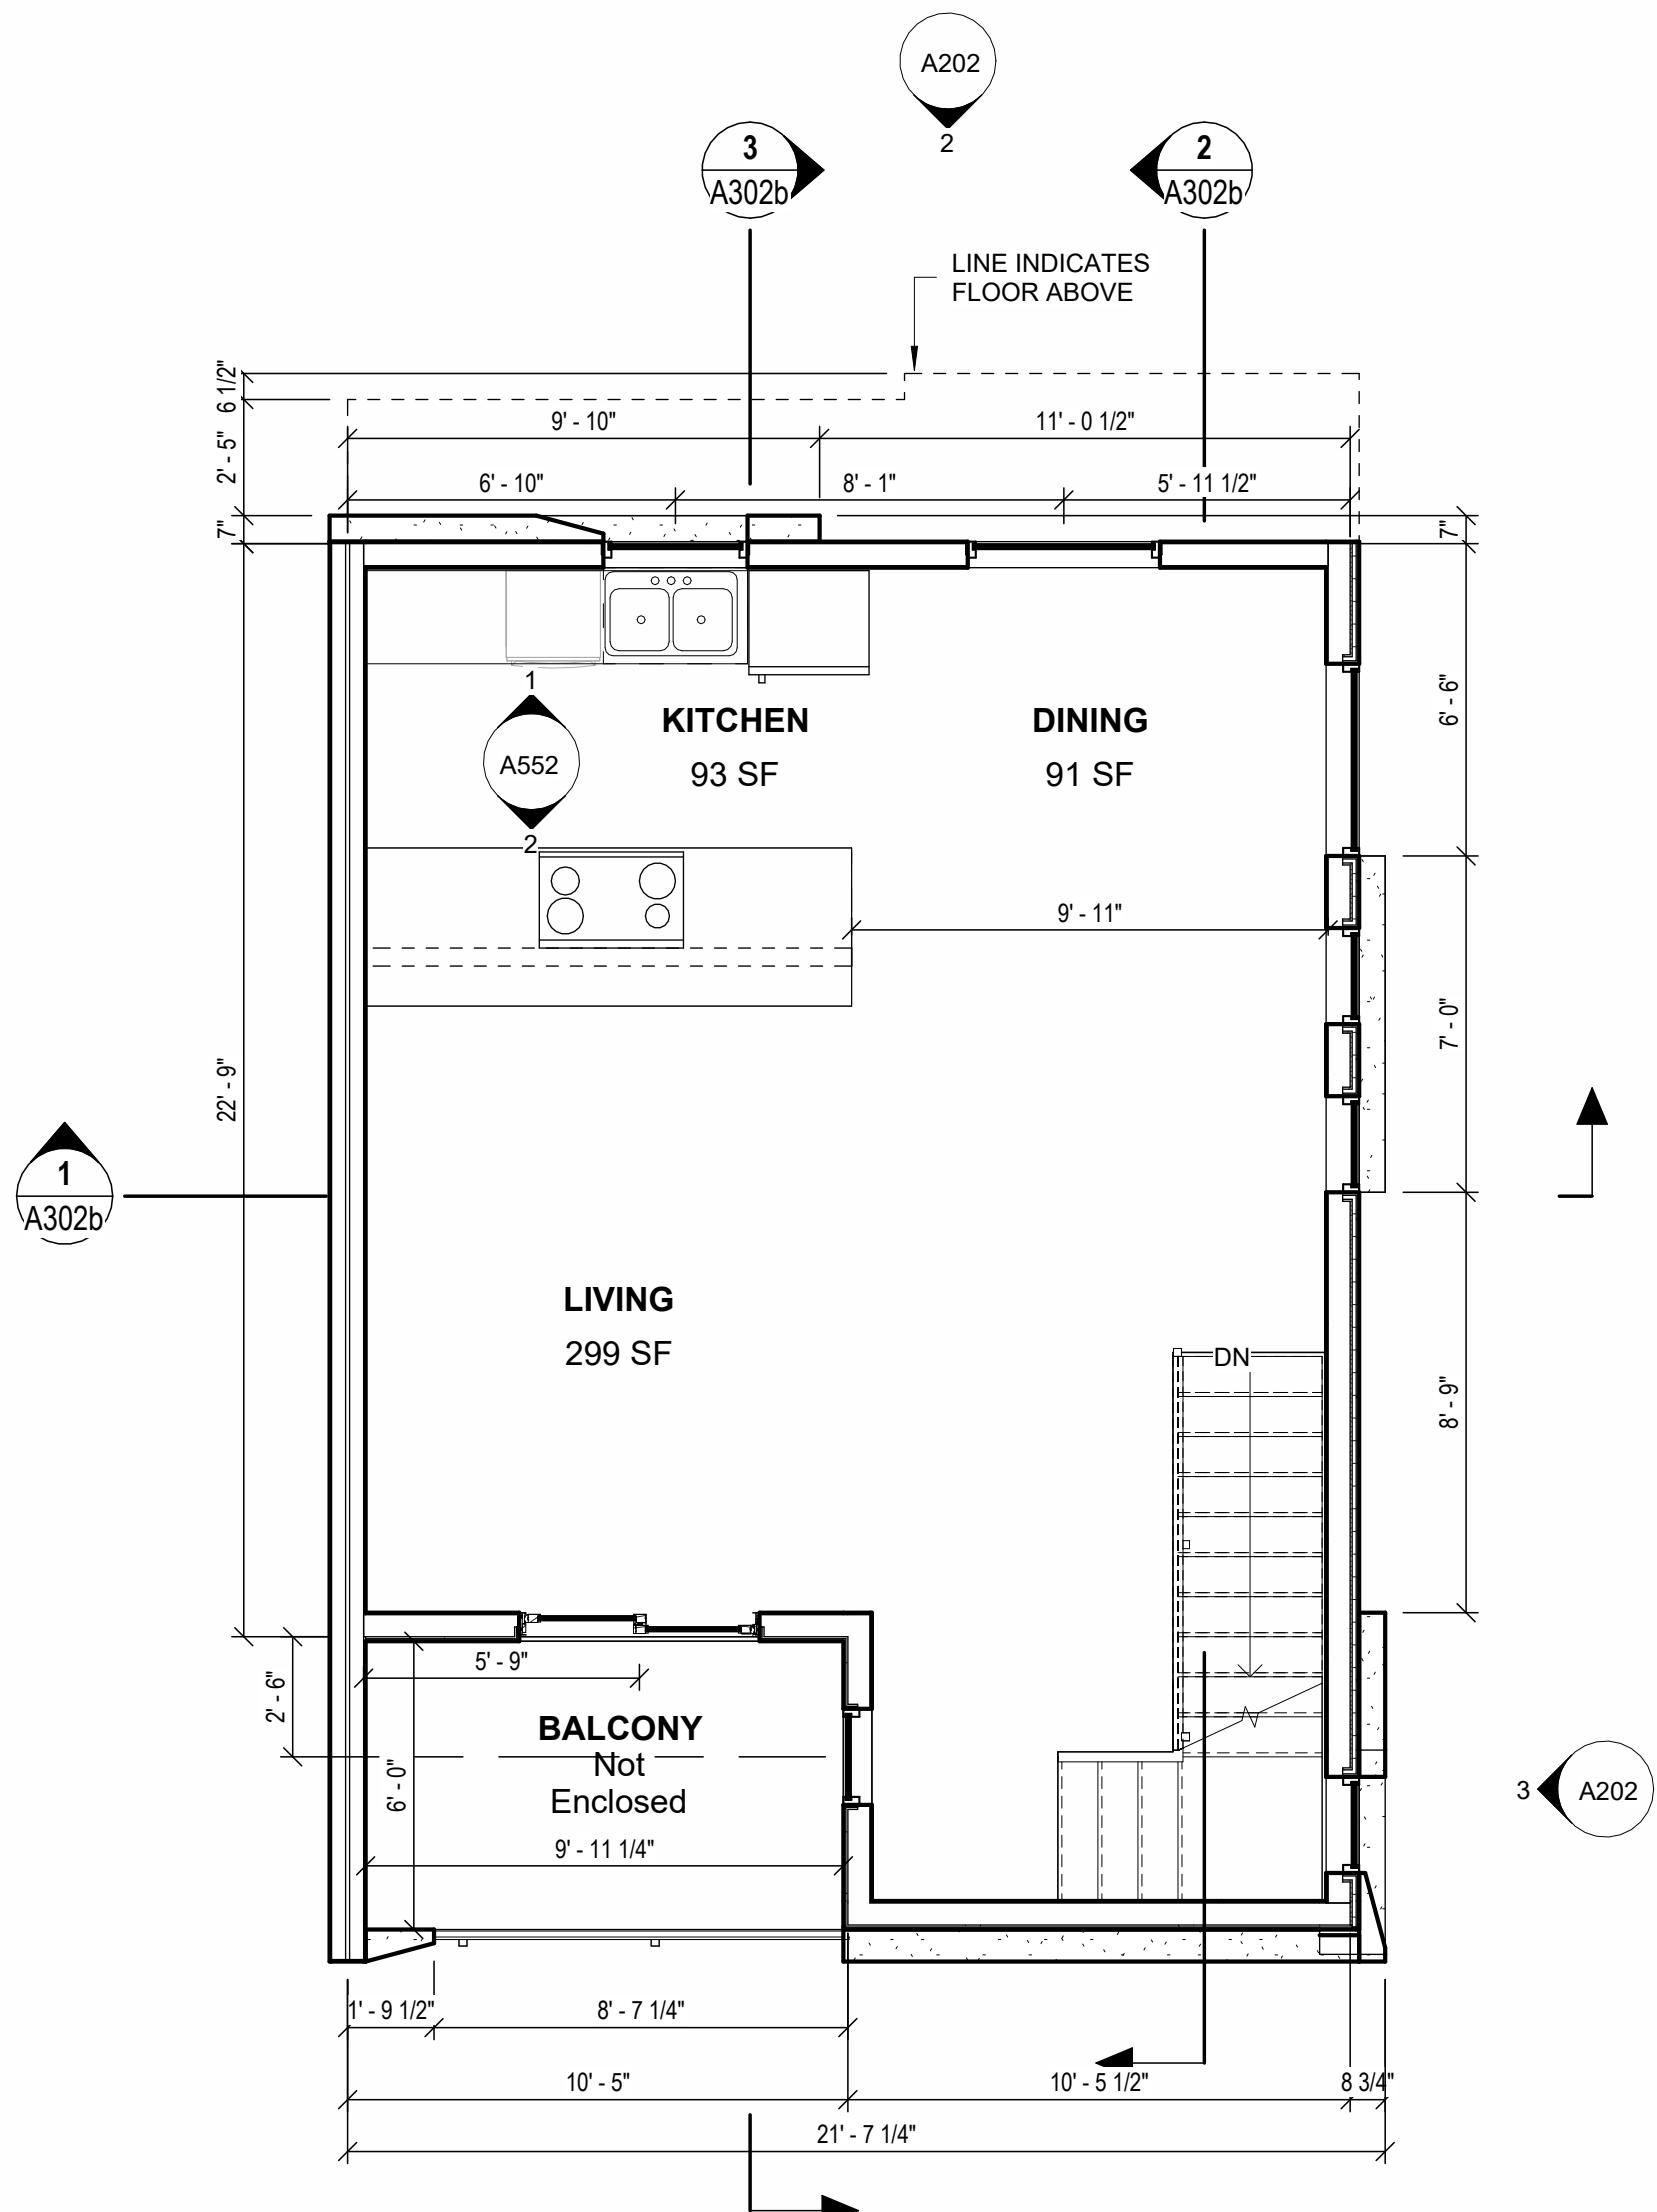 A202
2
3
A302b
2
A302b
LINE INDICATES
FLOOR ABOVE
6 1/2"
2' - 5"
7"
9' - 10"
11' - 0 1/2"
6' - 10"
8' - 1"
5' - 11 1/2"
7"
1
A552
2
KITCHEN
93 SF
DINING
91 SF
6' - 6"
9' - 11"
7' - 0"
22' - 9"
1
A302b
LIVING
299 SF
DN
8' - 9"
5' - 9"
2' - 6"
BALCONY
Not
Enclosed
6' - 0"
9' - 11 1/4"
3
A202
1' - 9 1/2"
8' - 7 1/4"
10' - 5"
10' - 5 1/2"
8 3/4"
21' - 7 1/4"